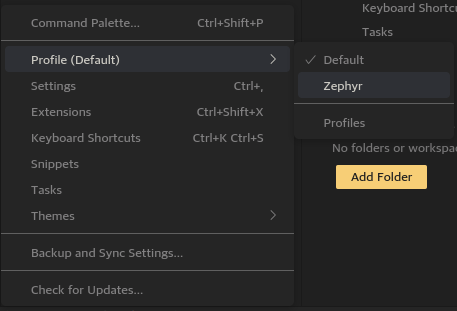 Command Palette... Ctrl+Shift+P
Profile (Default)
Settings Ctrl+,
Extensions Ctrl+Shift+X
Keyboard Shortcuts Ctrl+K Ctrl+S
Snippets
Tasks
Themes
Backup and Sync Settings...
Check for Updates...
Keyboard Shortcu
Tasks
Default
Zephyr
Profiles
No folders or workspa
Add Folder